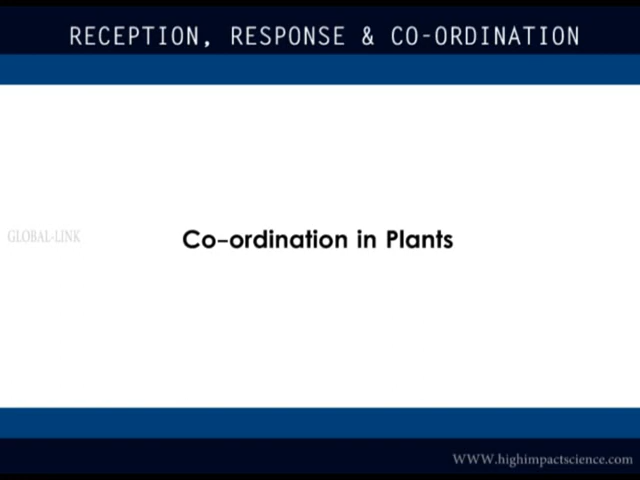 RECEPTION, RESPONSE & CO-ORDINATION
GLOBAL-LINK
Co-ordination in Plants
WWW.highimpactscience.com